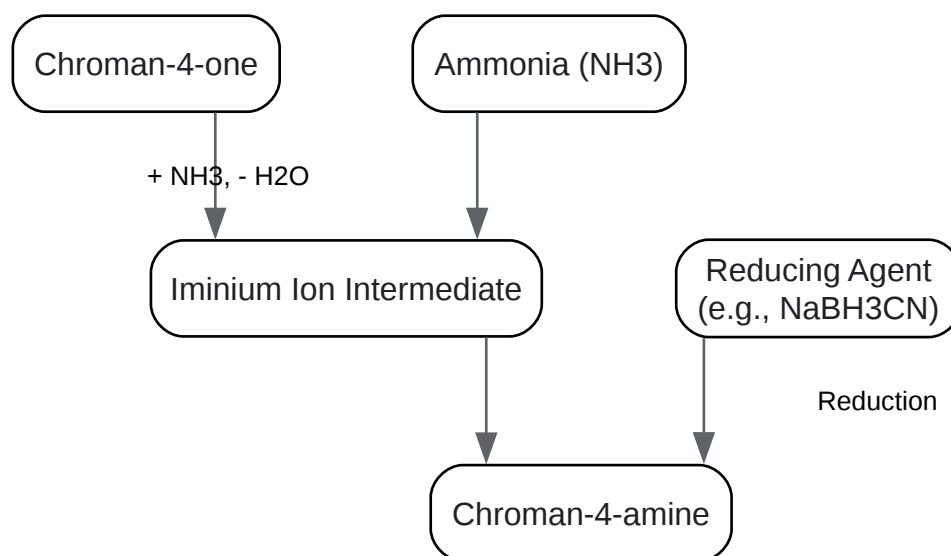 Chroman-4-one
Ammonia (NH3)
+ NH3, - H2O
Iminium Ion Intermediate
Reducing Agent
(e.g., NaBH3CN)
Reduction
Chroman-4-amine